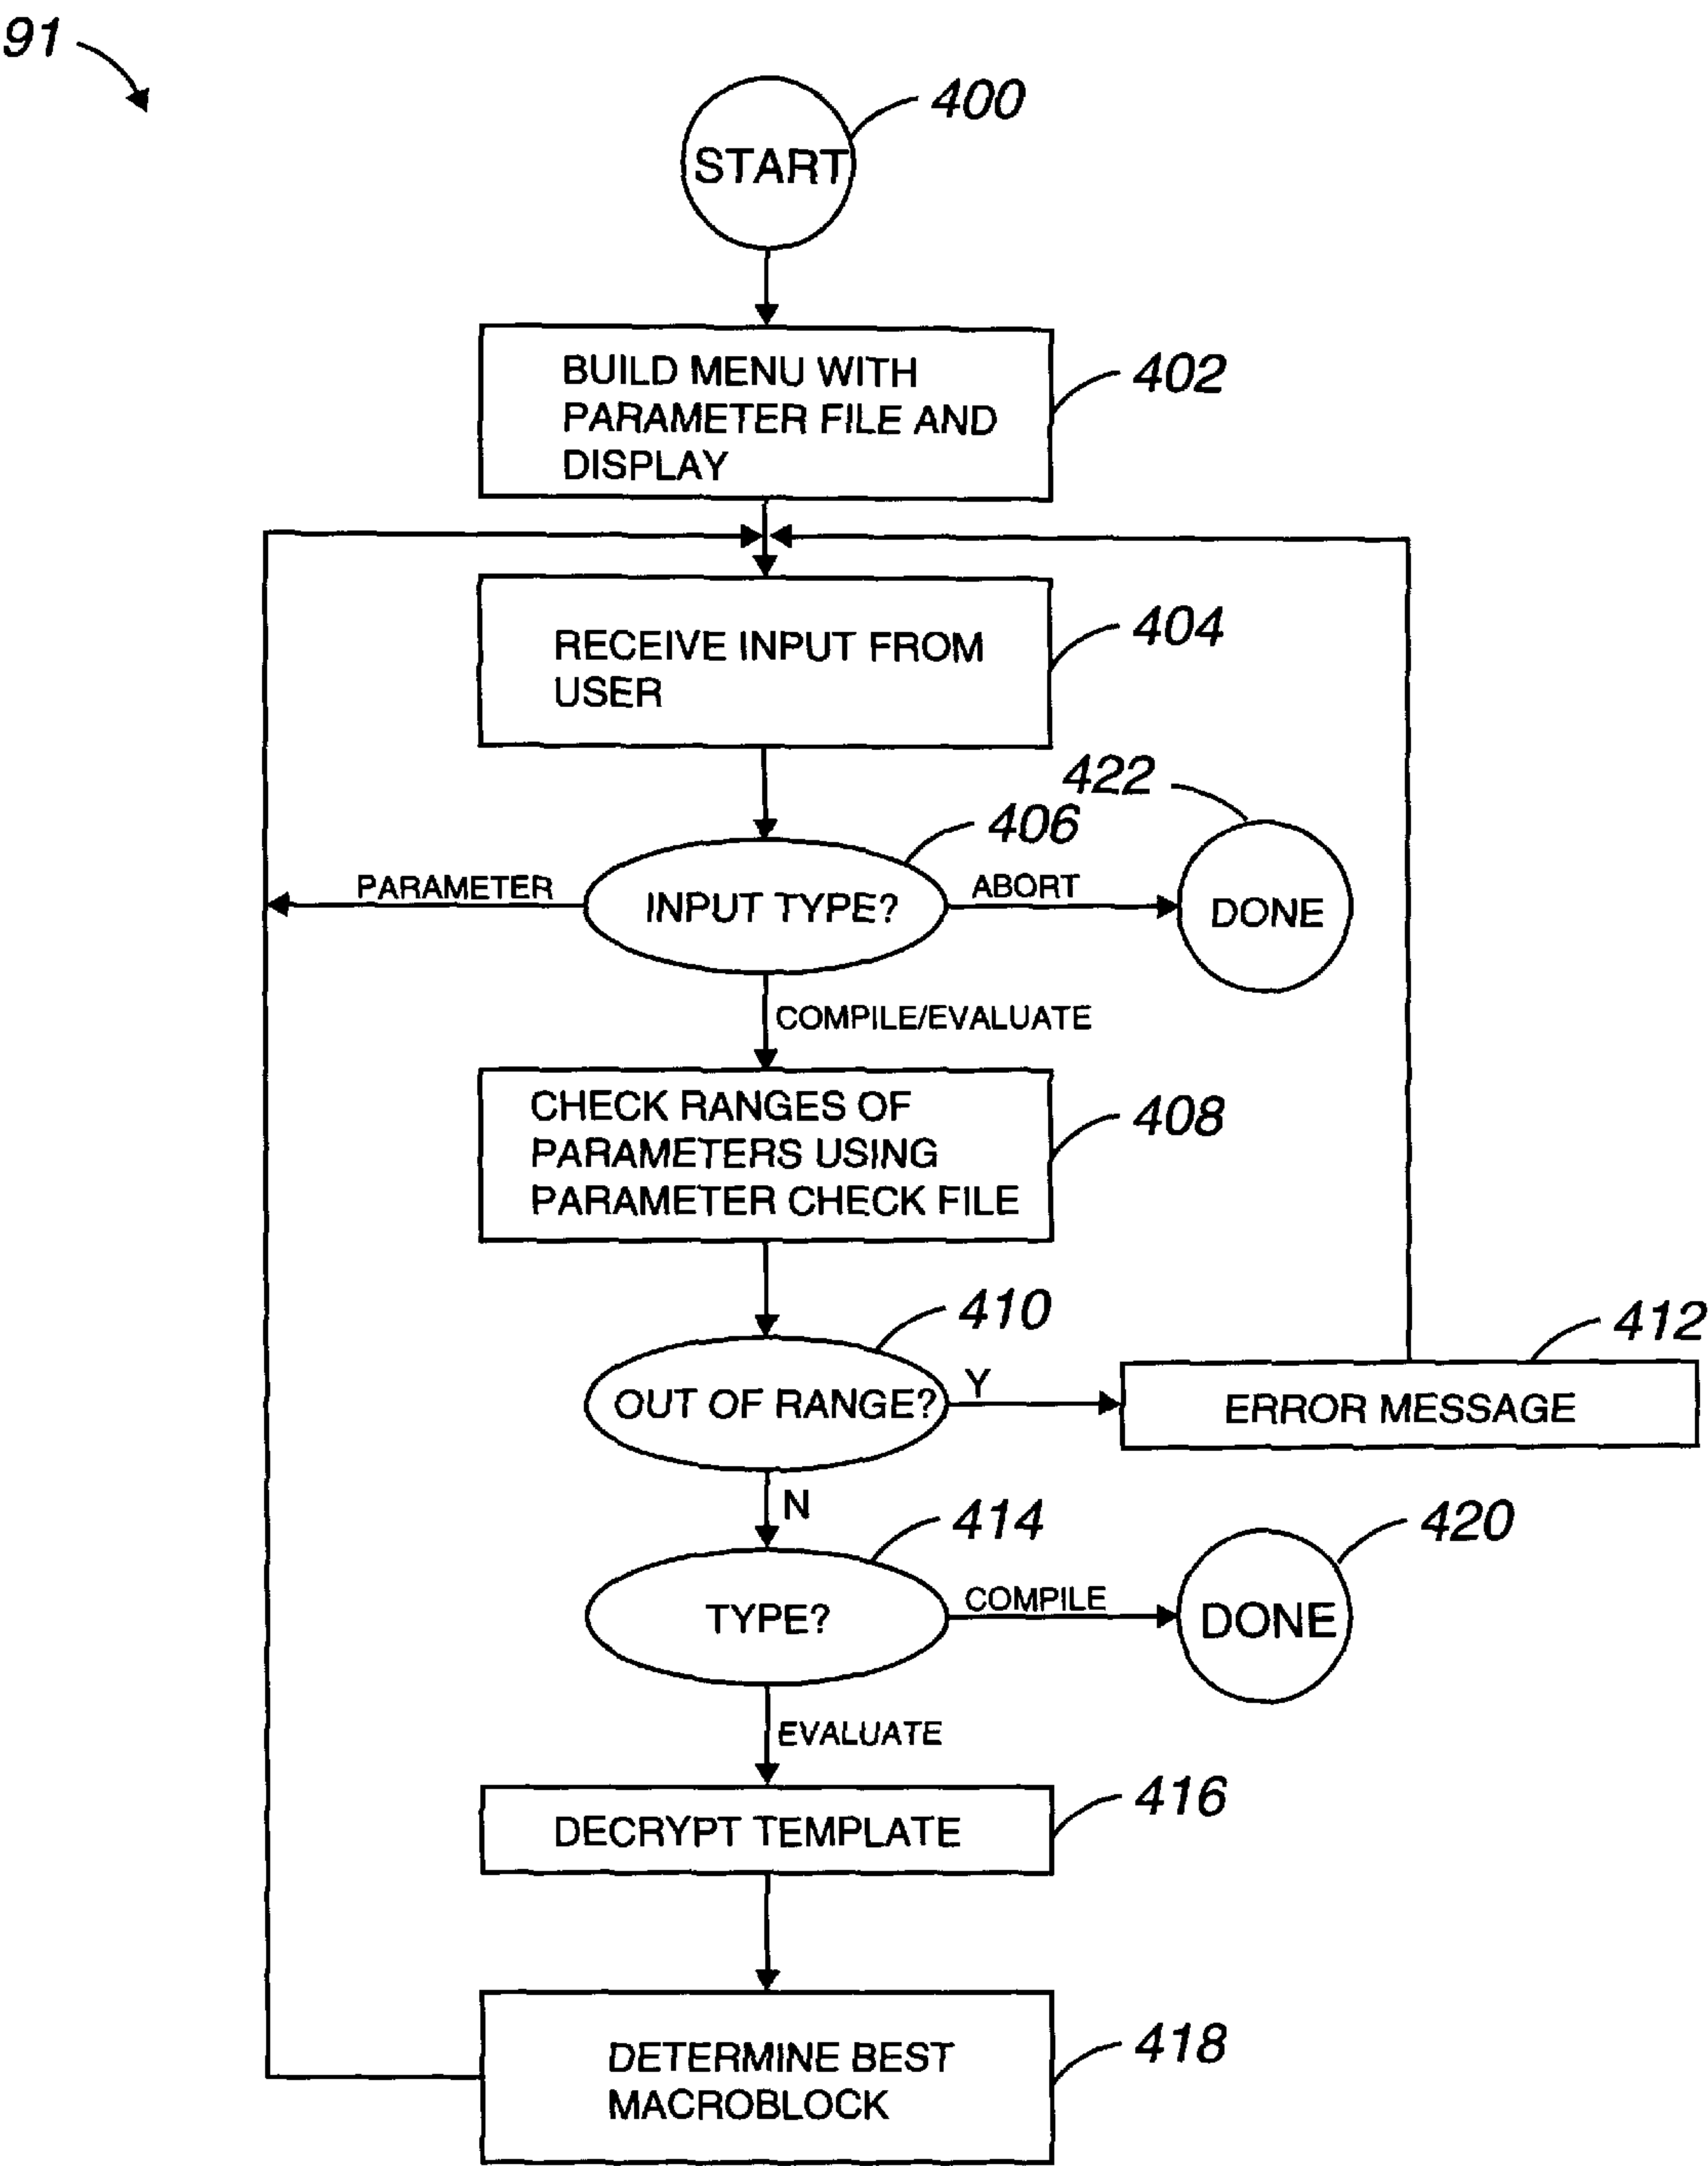 91
400
START
BUILD MENU WITH
PARAMETER FILE AND
DISPLAY
402
RECEIVE INPUT FROM
USER
404
422
406
PARAMETER
INPUT TYPE?
ABORT
DONE
COMPILE/EVALUATE
CHECK RANGES OF
PARAMETERS USING
PARAMETER CHECK FILE
408
410
412
OUT OF RANGE?
Y
ERROR MESSAGE
N
414
420
TYPE?
COMPILE
DONE
EVALUATE
DECRYPT TEMPLATE
416
DETERMINE BEST
MACROBLOCK
418